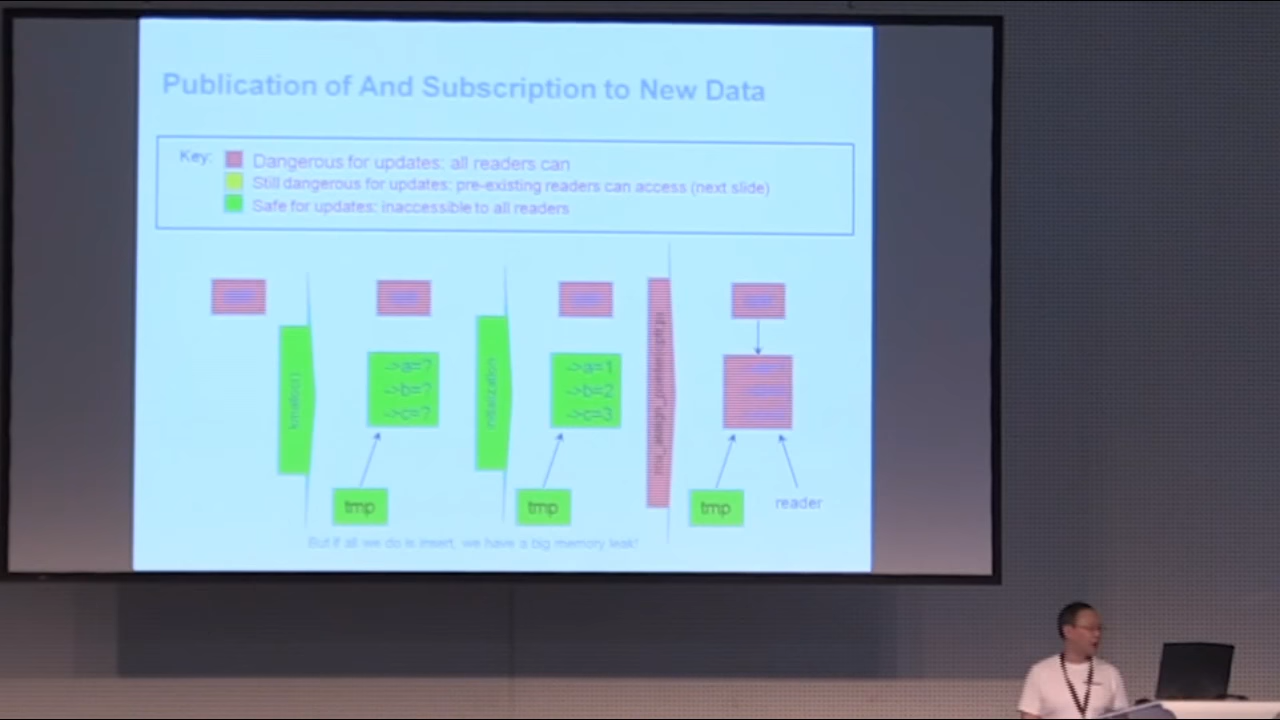 Publication of And Subscription to New Data
Key:
Dangerous for updates: all readers can
Still dangerous for updates: pre-existing readers can access (next slide)
Safe for updates: inaccessible to all readers
kmalloc()
->a=?
->b=?
->c=?
tmp
initialization
->a=1
->b=2
->c=3
tmp
tmp
reader
But if all we do is insert, we have a big memory leak!